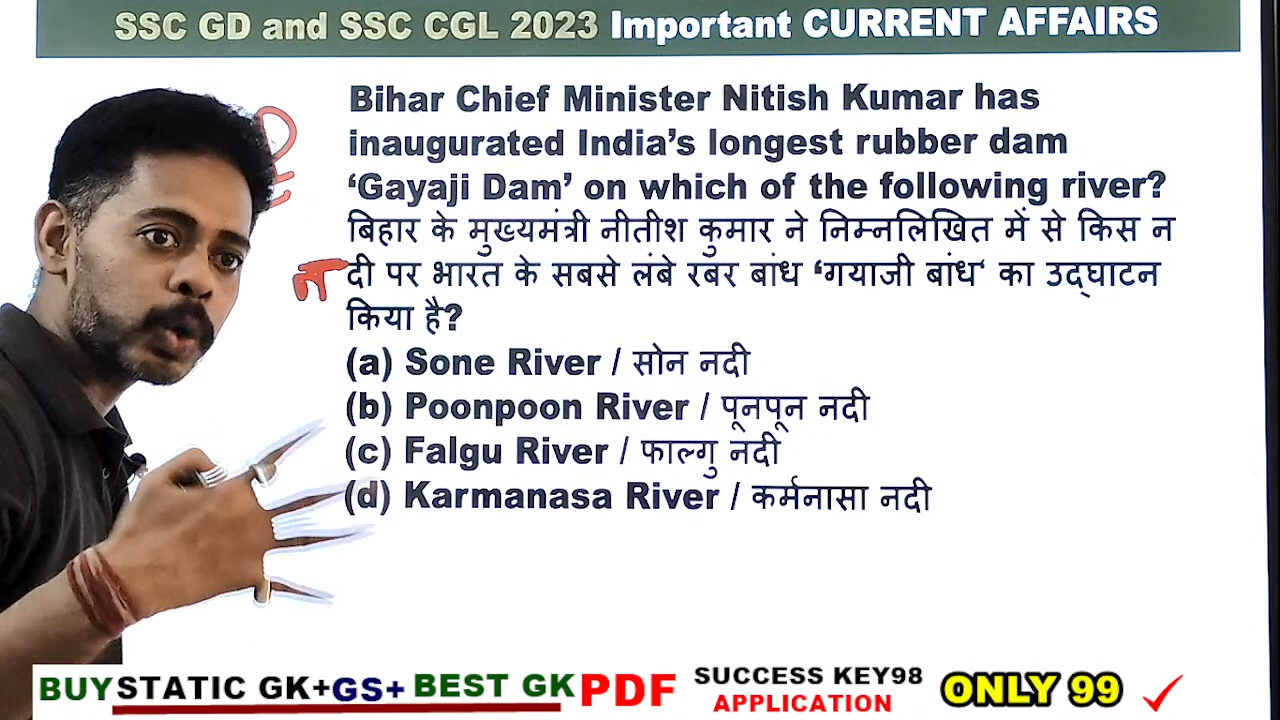 SSC GD and SSC CGL 2023 Important CURRENT AFFAIRS
Bihar Chief Minister Nitish Kumar has
inaugurated India’s longest rubber dam
‘Gayaji Dam’ on which of the following river?
बिहार के मुख्यमंत्री नीतीश कुमार ने निम्नलिखित में से किस न
दी पर भारत के सबसे लंबे रबर बांध ‘गयाजी बांध‘ का उद्घाटन
किया है?
(a) Sone River / सोन नदी
(b) Poonpoon River / पूनपून नदी
(c) Falgu River / फाल्गु नदी
(d) Karmanasa River / कर्मनासा नदी
BUY STATIC GK+GS+ BEST GK PDF SUCCESS KEY98 APPLICATION ONLY 99